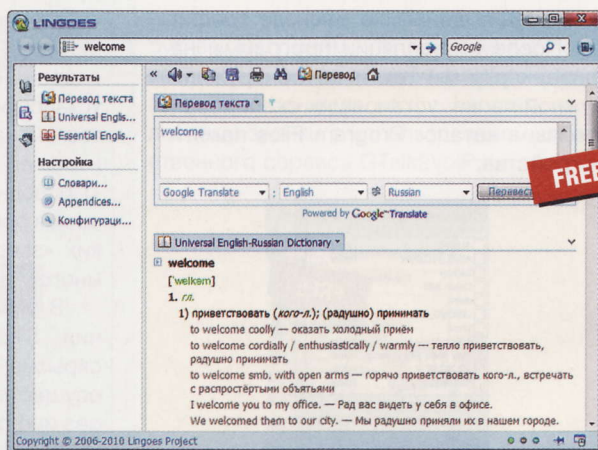 LINGOES
welcome
Google
Результаты
Перевод текста
Universal Englis...
Essential Englis...
Настройка
Словари...
Appendices...
Конфигураци...
Перевод
Перевод текста
welcome
Google Translate : English Russian Перевест
FREE
Powered by Google™ Translate
Universal English-Russian Dictionary
welcome
['welkəm]
1. гл.
1) приветствовать (кого-л.); (радушно) принимать
to welcome coolly — оказать холодный приём
to welcome cordially / enthusiastically / warmly — тепло приветствовать,
радушно принимать
to welcome smb. with open arms — горячо приветствовать кого-л., встречать
с распростёртыми объятьями
I welcome you to my office. — Рад вас видеть у себя в офисе.
We welcomed them to our city. — Мы радушно приняли их в нашем городе.
Copyright © 2006-2010 Lingoes Project